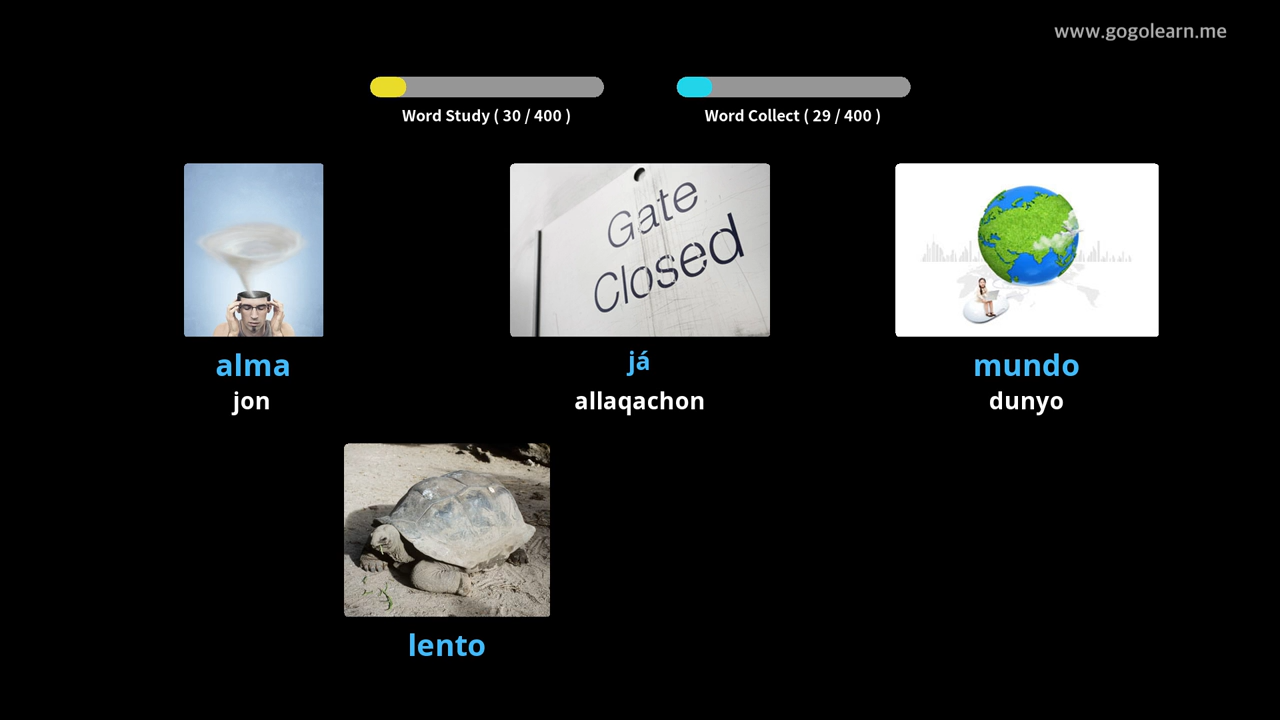 www.gogolearn.me
Word Study ( 30 / 400 )
Word Collect ( 29 / 400 )
Gate
Closed
alma
jon
já
allaqachon
mundo
dunyo
lento